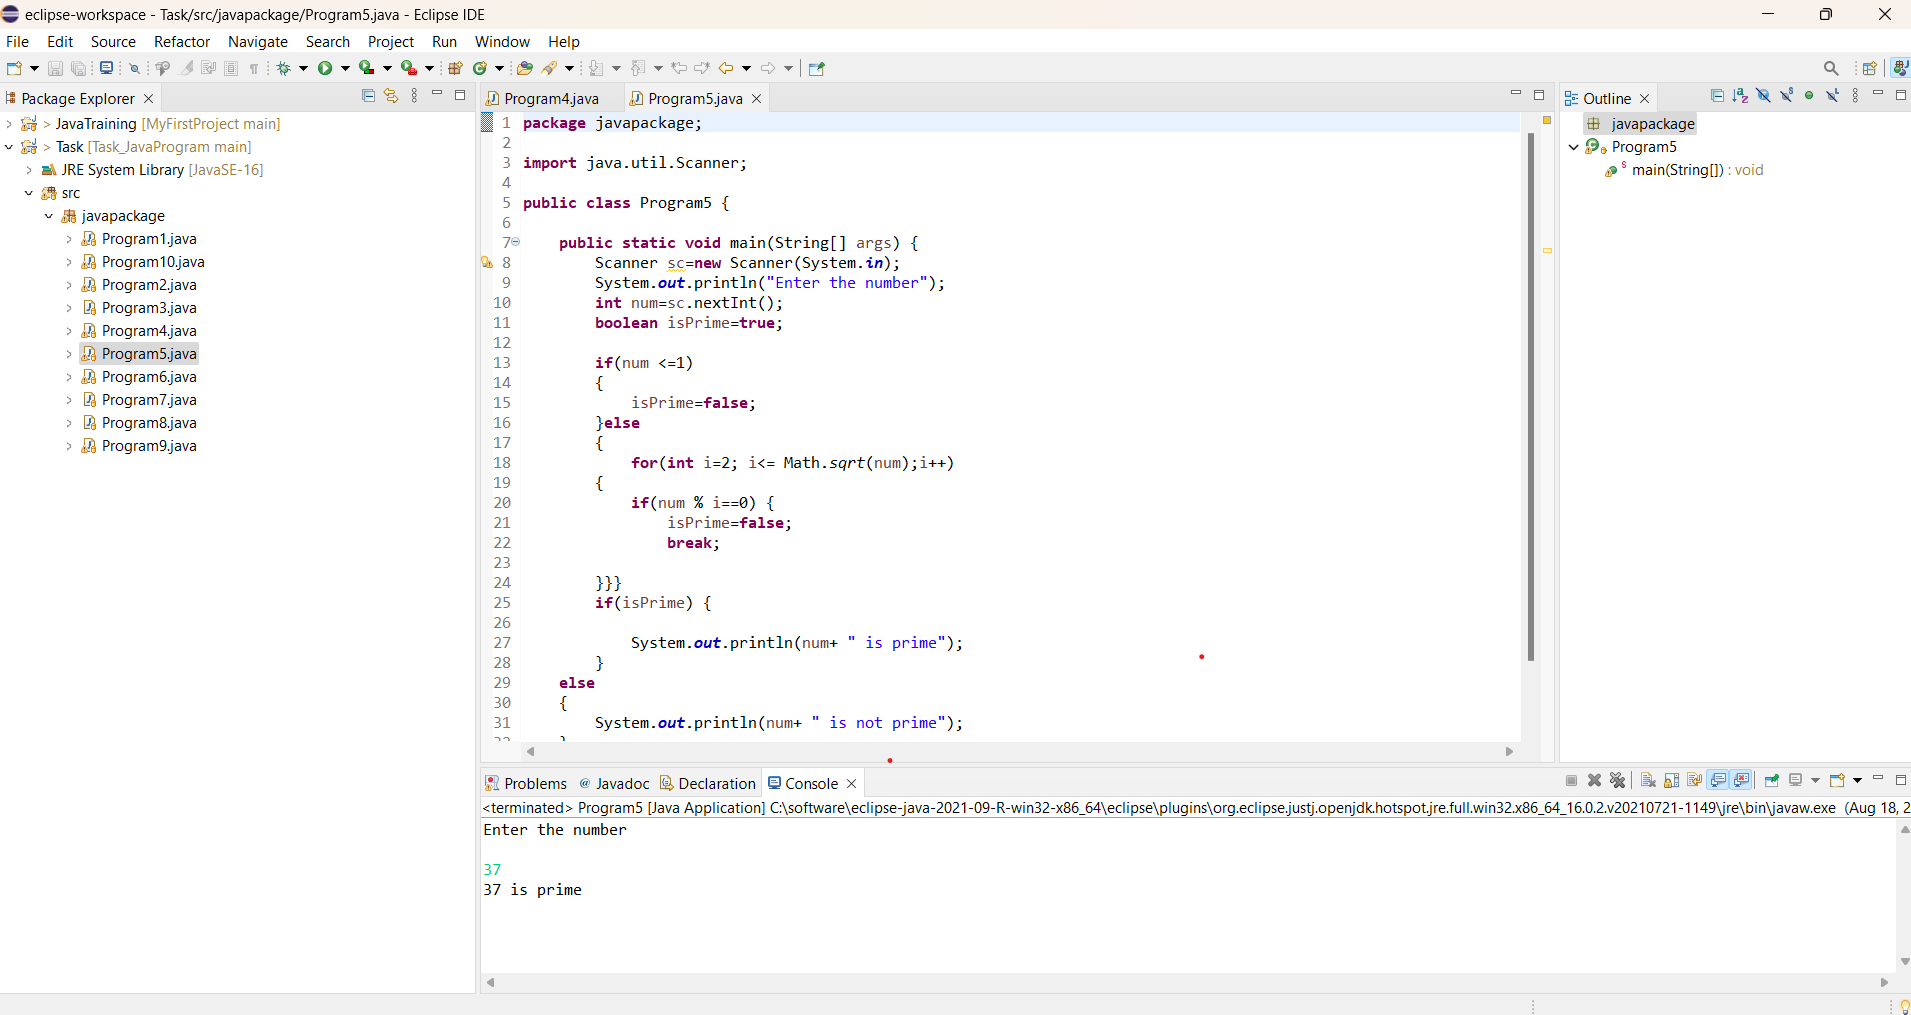 eclipse-workspace - Task/src/javapackage/Program5.java - Eclipse IDE
File Edit Source Refactor Navigate Search Project Run Window Help
Package Explorer
> JavaTraining [MyFirstProject main]
> Task [Task_JavaProgram main]
JRE System Library [JavaSE-16]
src
javapackage
Program1.java
Program10.java
Program2.java
Program3.java
Program4.java
Program5.java
Program6.java
Program7.java
Program8.java
Program9.java
Program4.java Program5.java
1 package javapackage;
2
3 import java.util.Scanner;
4
5 public class Program5 {
6
7 public static void main(String[] args) {
8 Scanner sc=new Scanner(System.in);
9 System.out.println("Enter the number");
10 int num=sc.nextInt();
11 boolean isPrime=true;
12
13 if(num <=1)
14 {
15 isPrime=false;
16 }else
17 {
18 for(int i=2; i<= Math.sqrt(num);i++)
19 {
20 if(num % i==0) {
21 isPrime=false;
22 break;
23
24 }}}
25 if(isPrime) {
26
27 System.out.println(num+ " is prime");
28 }
29 else
30 {
31 System.out.println(num+ " is not prime");
Outline
javapackage
Program5
main(String[]) : void
Problems @ Javadoc Declaration Console
<terminated> Program5 [Java Application] C:\software\eclipse-java-2021-09-R-win32-x86_64\eclipse\plugins\org.eclipse.justj.openjdk.hotspot.jre.full.win32.x86_64_16.0.2.v20210721-1149\jre\bin\javaw.exe (Aug 18, 2
Enter the number
37
37 is prime